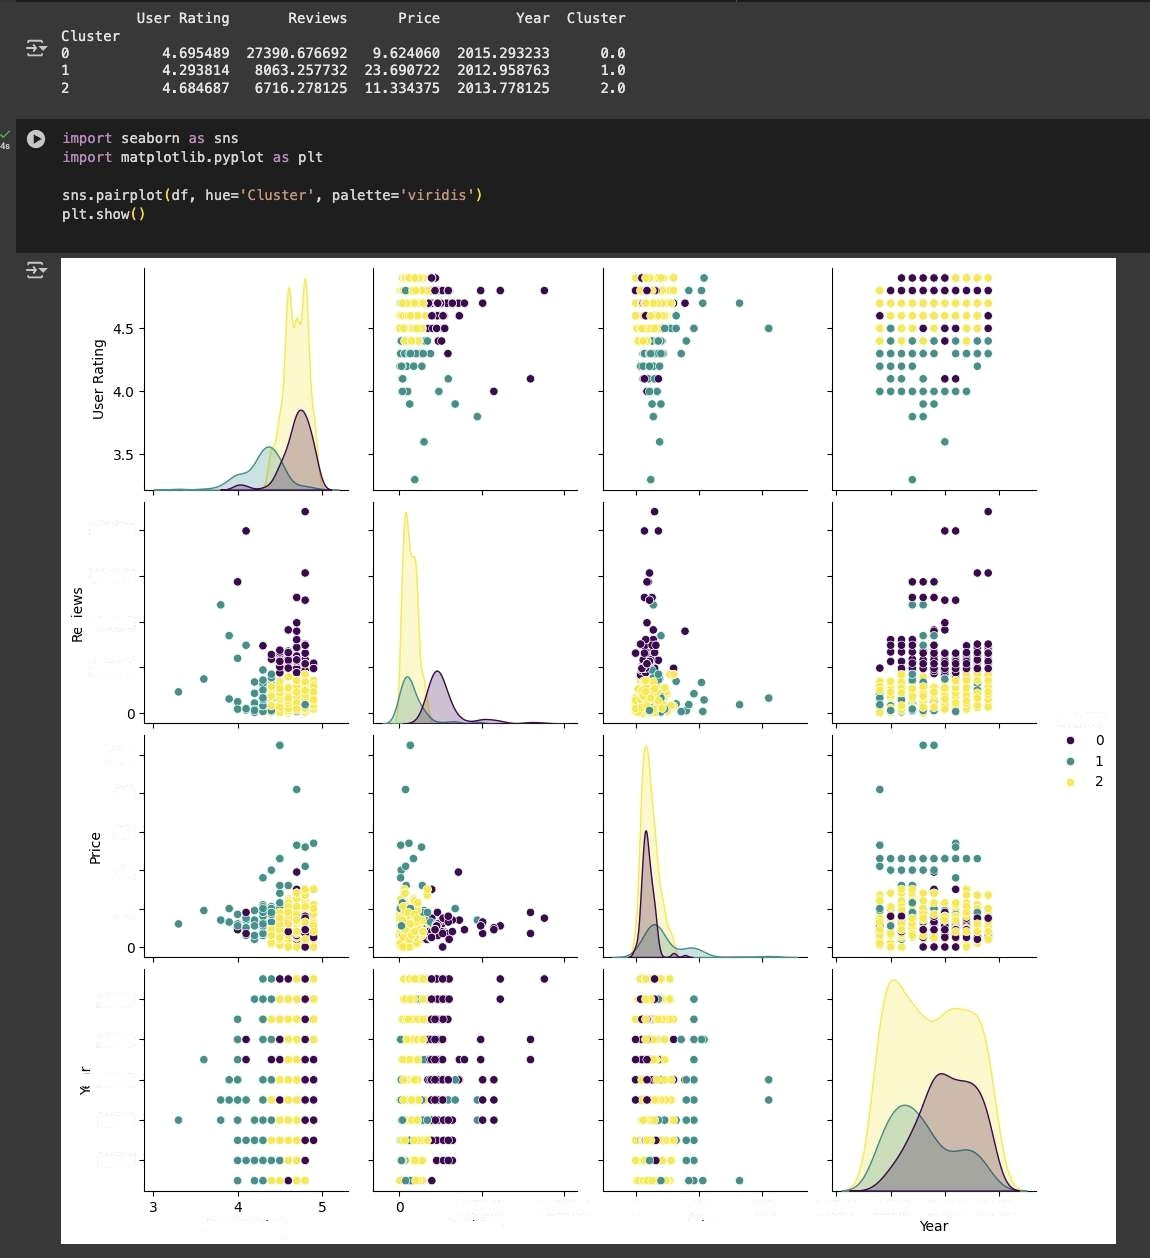 User Rating Reviews Price Year Cluster
Cluster
0 4.695489 27390.676692 9.624060 2015.293233 0.0
1 4.293814 8063.257732 23.690722 2012.958763 1.0
2 4.684687 6716.278125 11.334375 2013.778125 2.0
4s
import seaborn as sns
import matplotlib.pyplot as plt
sns.pairplot(df, hue='Cluster', palette='viridis')
plt.show()
User Rating
4.5
4.0
3.5
Re iews
0
Price
0
0
1
2
3 4 5
0
Year